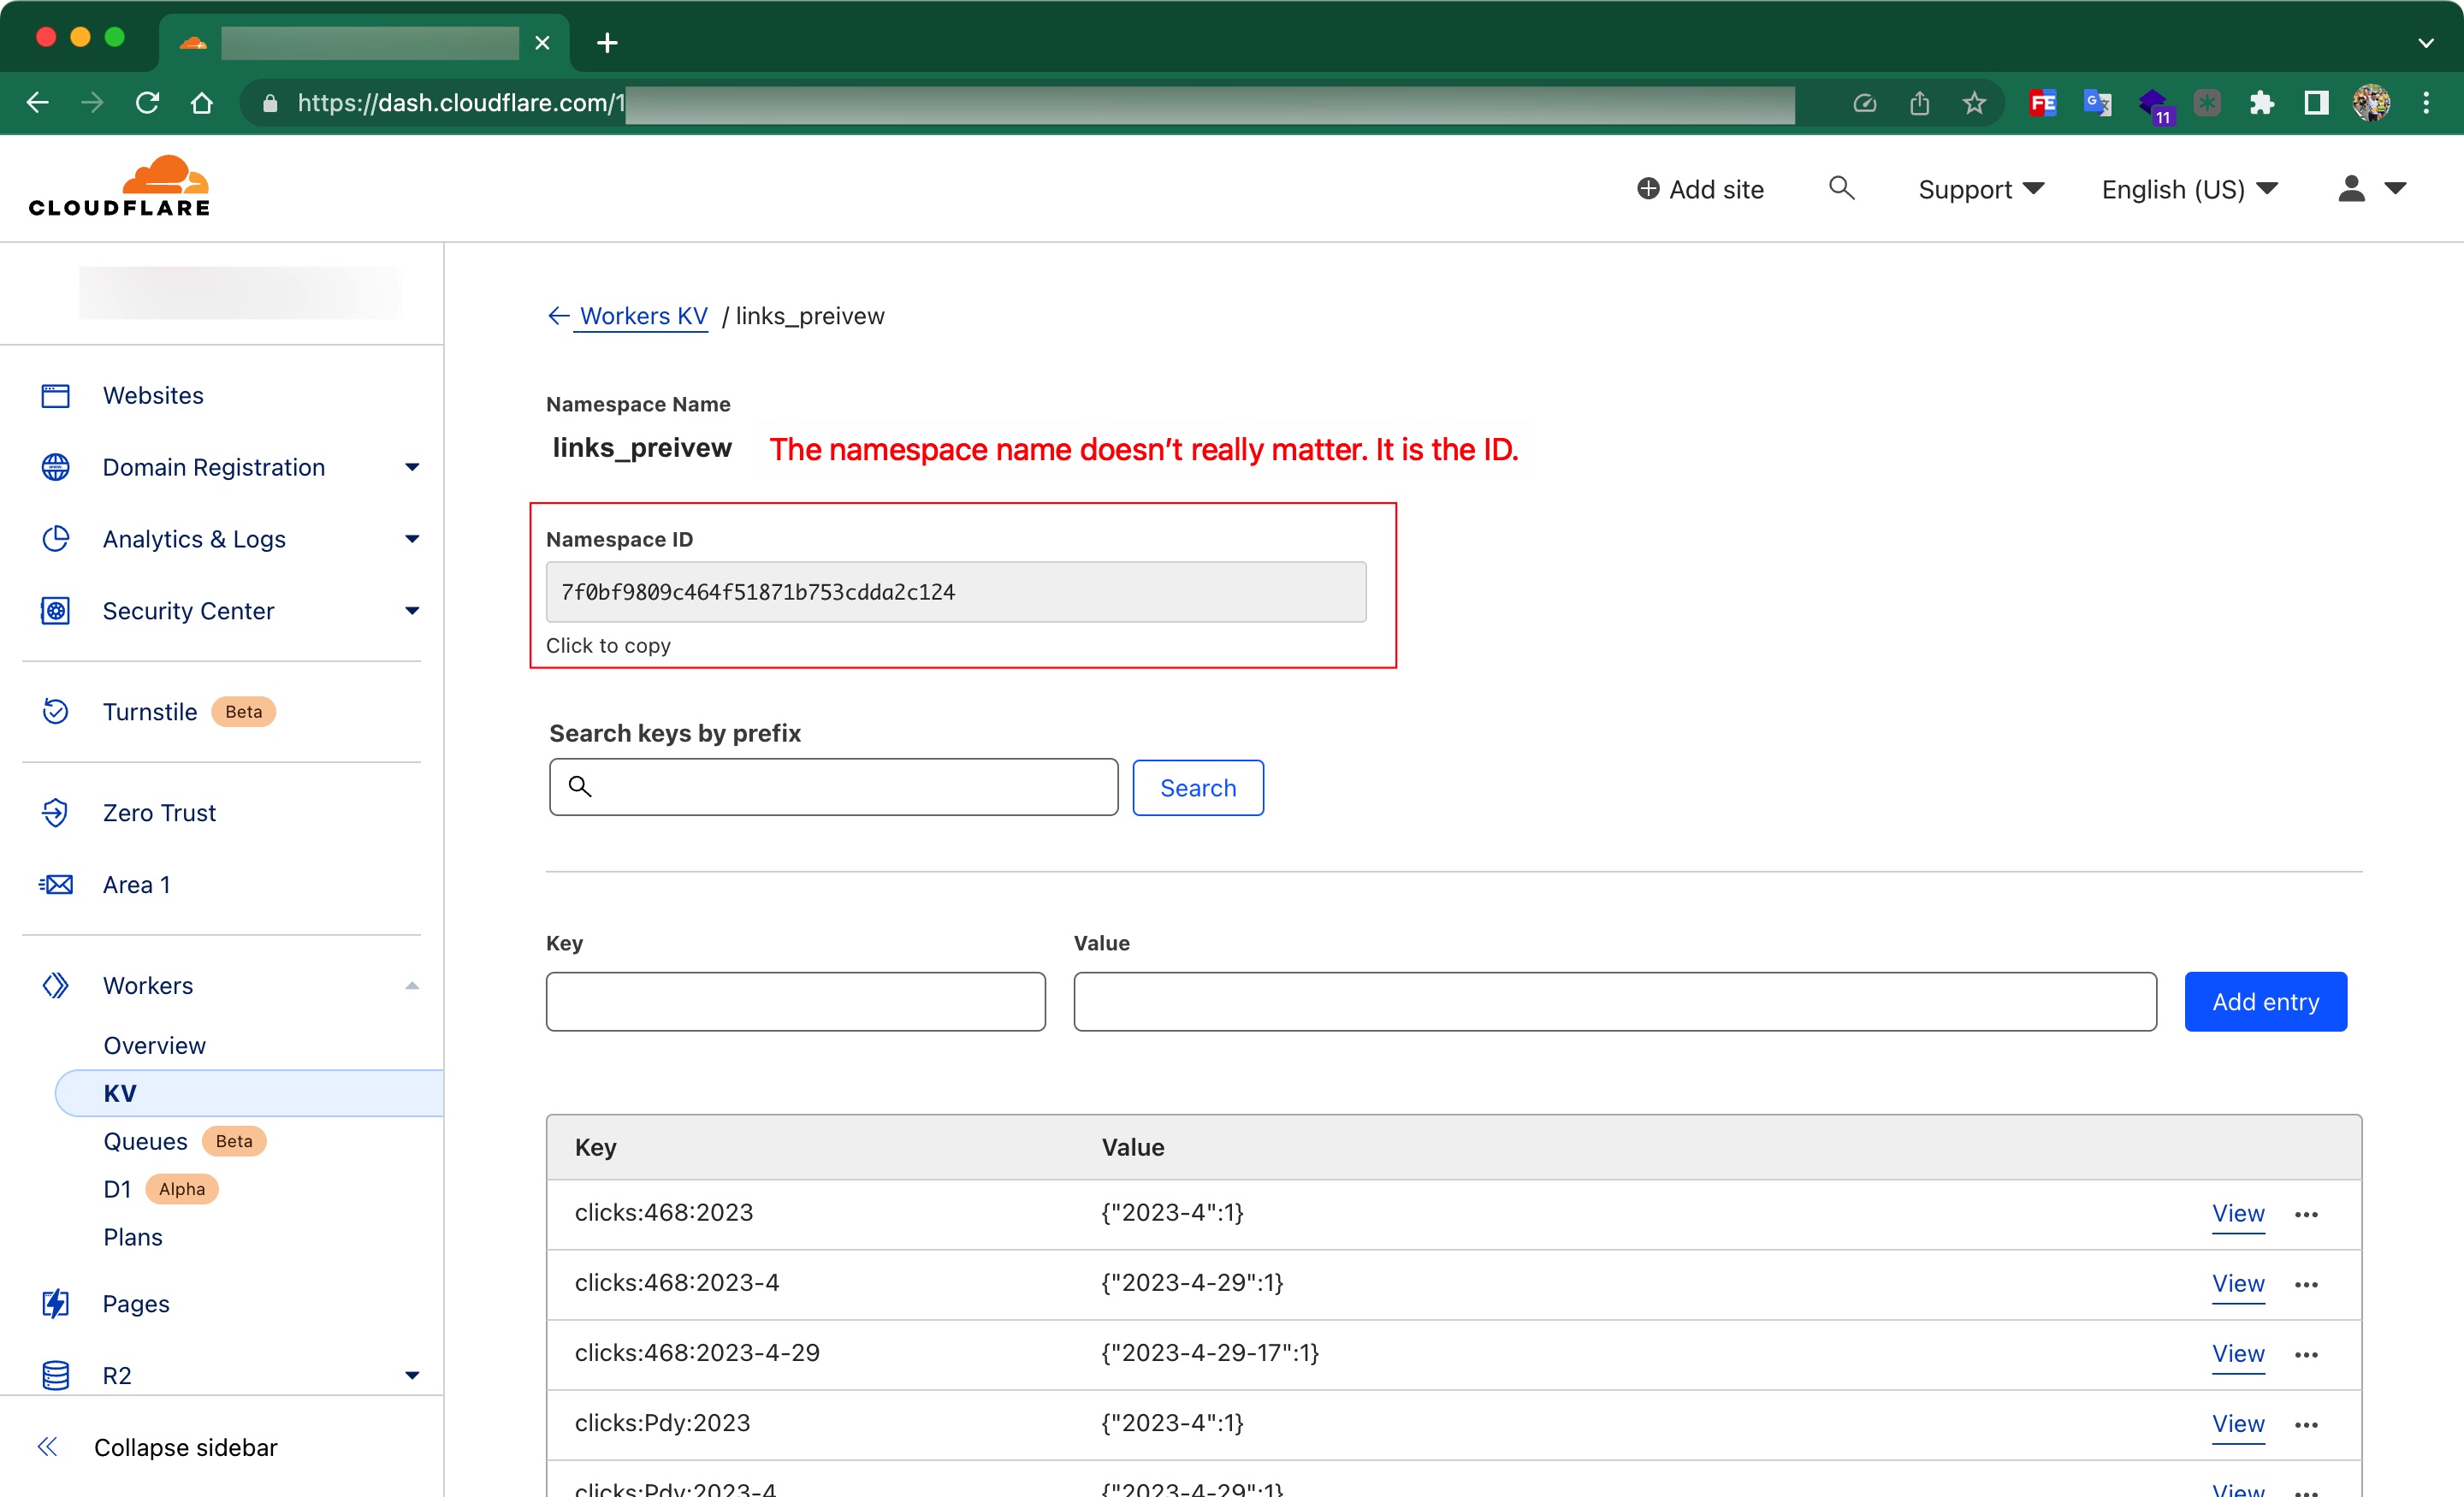 https://dash.cloudflare.com/1
FE
G
11
CLOUDFLARE
Add site
Support
English (US)
Workers KV / links_preivew
Websites
Namespace Name
links_preivew
The namespace name doesn’t really matter. It is the ID.
Domain Registration
Analytics & Logs
Namespace ID
7f0bf9809c464f51871b753cdda2c124
Security Center
Click to copy
Turnstile Beta
Search keys by prefix
Search
Zero Trust
Area 1
Key Value
Workers
Add entry
Overview
KV
Queues Beta
D1 Alpha
Plans
Pages
R2
Collapse sidebar
Key Value
clicks:468:2023 {"2023-4":1} View
clicks:468:2023-4 {"2023-4-29":1} View
clicks:468:2023-4-29 {"2023-4-29-17":1} View
clicks:Pdy:2023 {"2023-4":1} View
clicks:Pdy:2023-4 {"2023-4-29":1} View